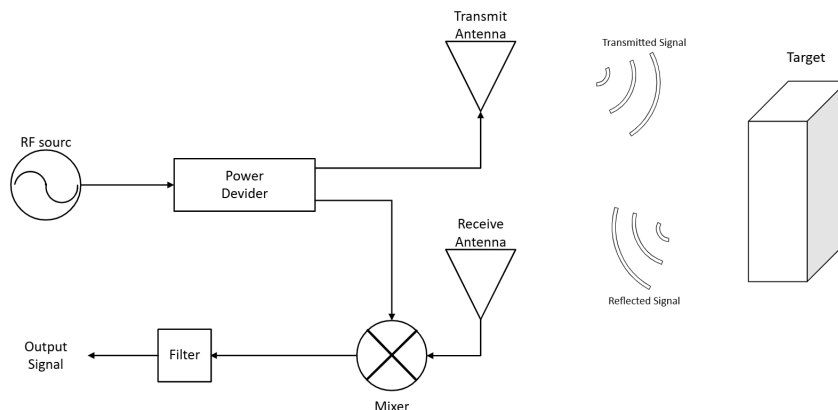 Transmit
Antenna
Transmitted Signal
Target
RF sourc
Power
Devider
Receive
Antenna
Reflected Signal
Output
Signal
Filter
Mixer